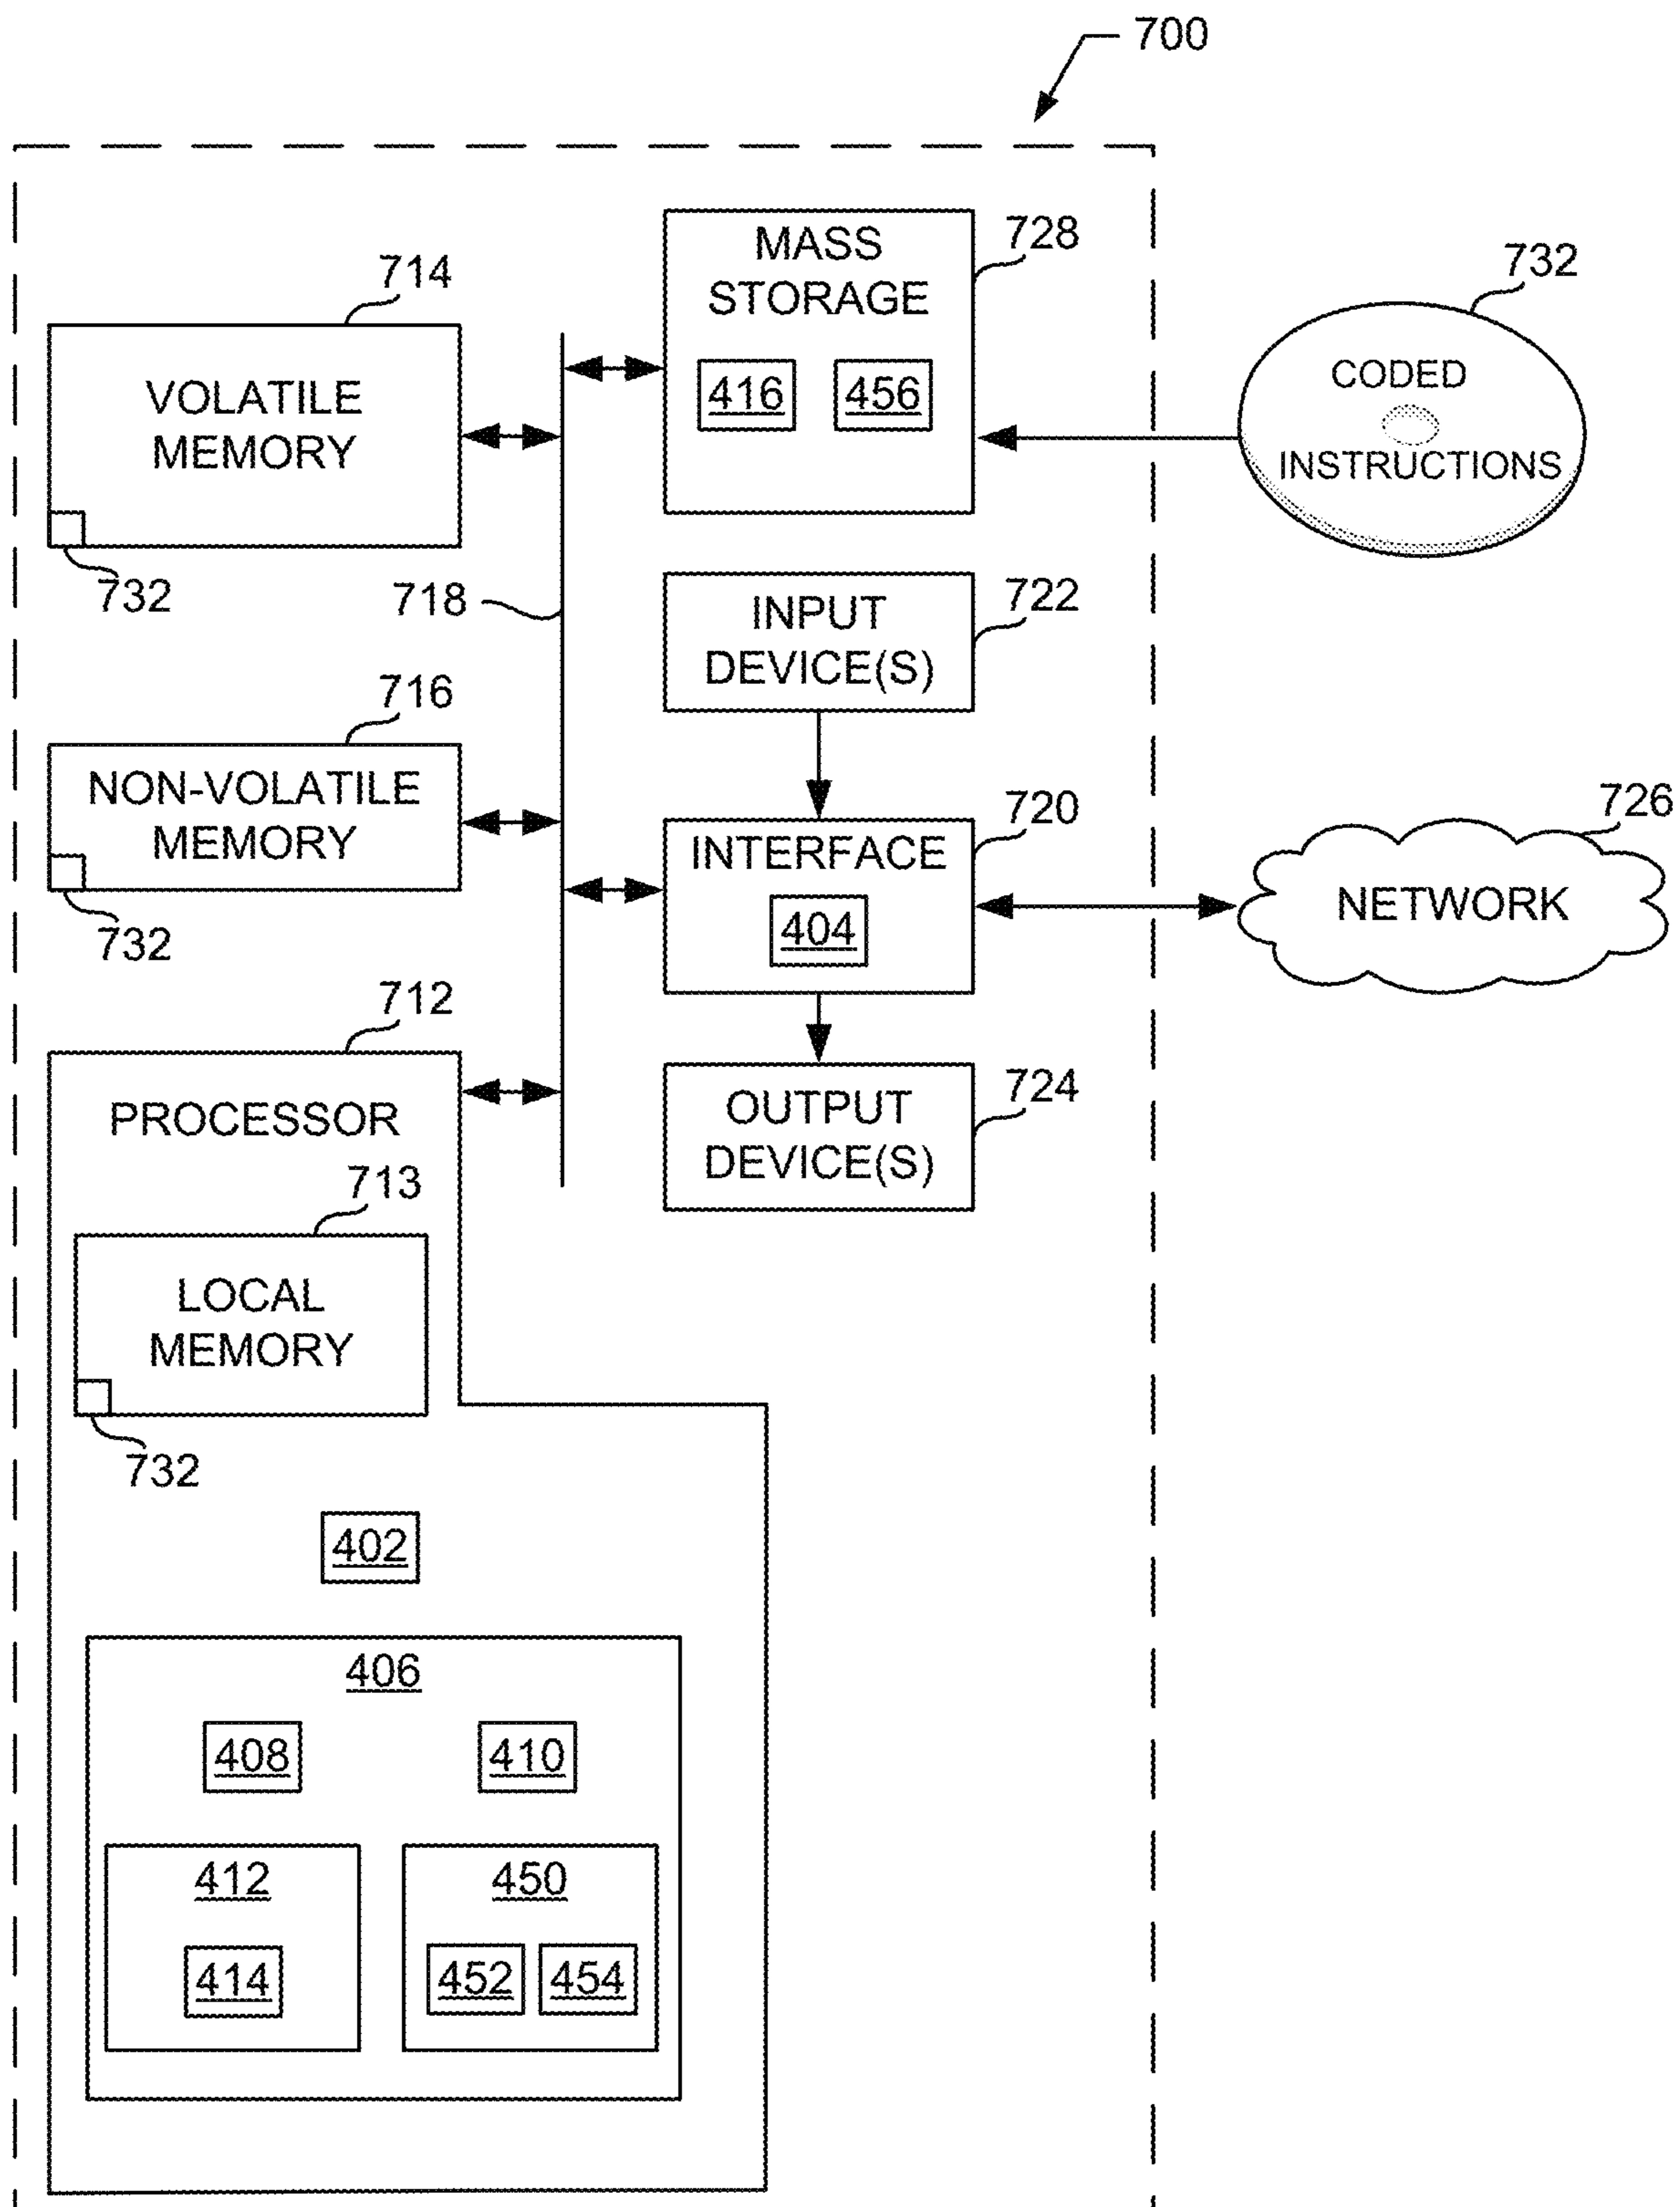 700
714
VOLATILE
MEMORY
732
718
MASS
STORAGE
728
416 456
732
CODED
INSTRUCTIONS
INPUT
DEVICE(S)
722
716
NON-VOLATILE
MEMORY
732
INTERFACE
720
404
726
NETWORK
712
PROCESSOR
OUTPUT
DEVICE(S)
724
713
LOCAL
MEMORY
732
402
406
408 410
412 450
414 452 454